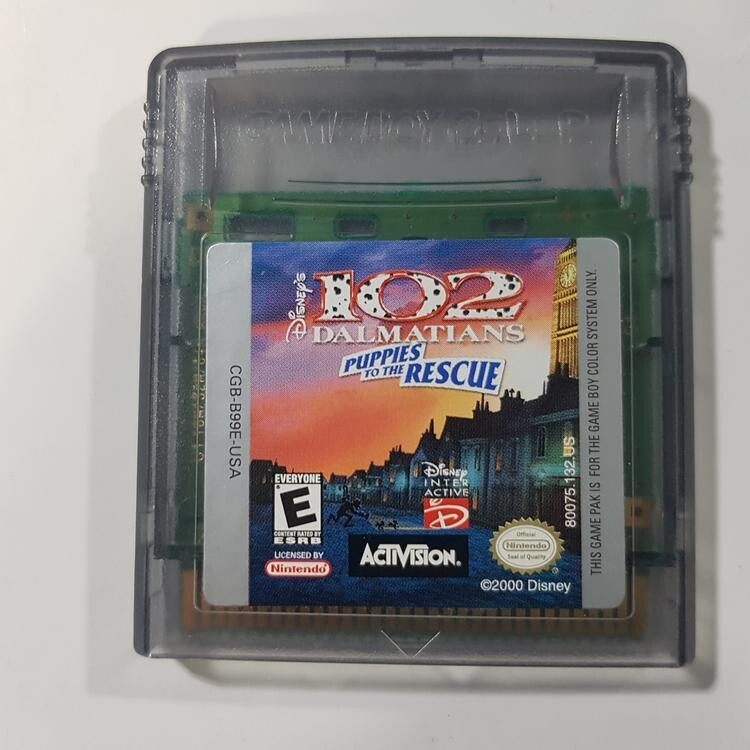 GAME BOY COLOR
Disney's
102
DALMATIANS
PUPPIES
TO THE RESCUE
CGB-B99E-USA
EVERYONE
E
CONTENT RATED BY
ESRB
LICENSED BY
Nintendo
Disney
INTER
ACTIVE
D
ACTIVISION.
Official
Nintendo
Seal of Quality
©2000 Disney
80075.132.US
THIS GAME PAK IS FOR THE GAME BOY COLOR SYSTEM ONLY.